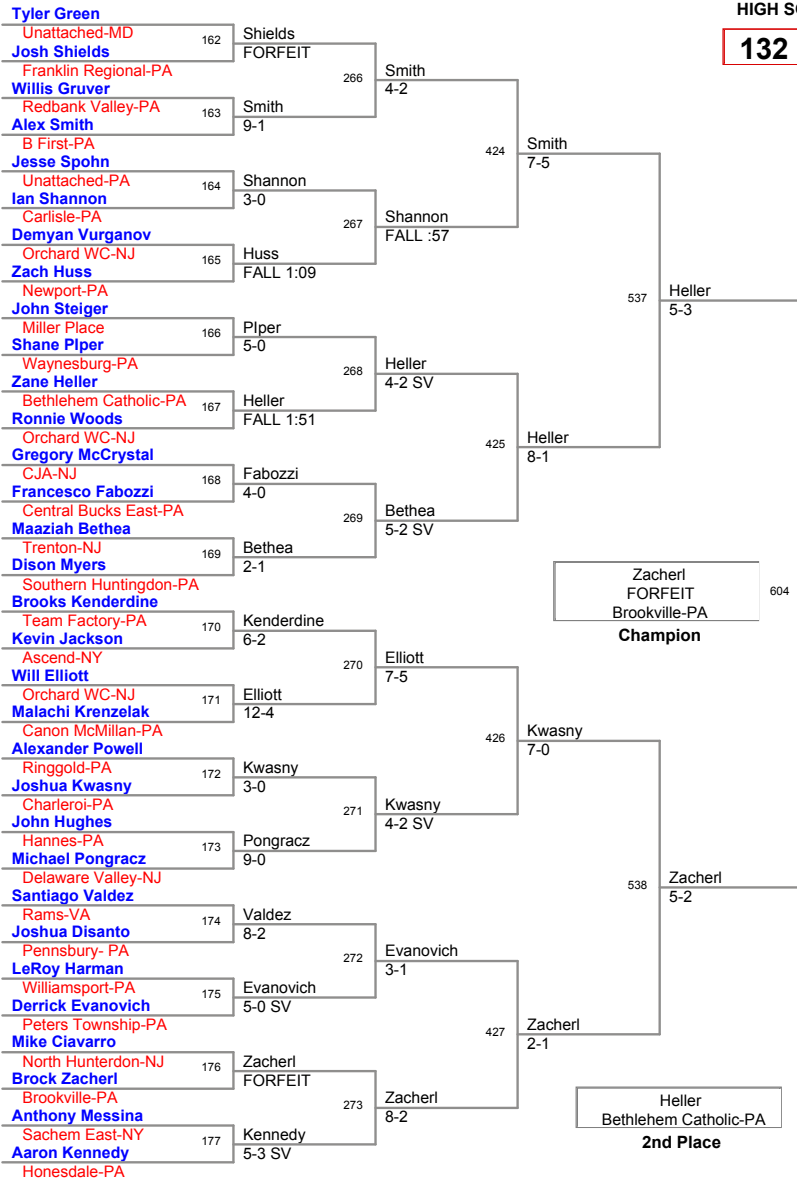 HIGH SC
132
Tyler Green
Unattached-MD
Josh Shields
Franklin Regional-PA
Willis Gruver
Redbank Valley-PA
Alex Smith
B First-PA
Jesse Spohn
Unattached-PA
Ian Shannon
Carlisle-PA
Demyan Vurganov
Orchard WC-NJ
Zach Huss
Newport-PA
John Steiger
Miller Place
Shane PIper
Waynesburg-PA
Zane Heller
Bethlehem Catholic-PA
Ronnie Woods
Orchard WC-NJ
Gregory McCrystal
CJA-NJ
Francesco Fabozzi
Central Bucks East-PA
Maaziah Bethea
Trenton-NJ
Dison Myers
Southern Huntingdon-PA
Brooks Kenderdine
Team Factory-PA
Kevin Jackson
Ascend-NY
Will Elliott
Orchard WC-NJ
Malachi Krenzelak
Canon McMillan-PA
Alexander Powell
Ringgold-PA
Joshua Kwasny
Charleroi-PA
John Hughes
Hannes-PA
Michael Pongracz
Delaware Valley-NJ
Santiago Valdez
Rams-VA
Joshua Disanto
Pennsbury- PA
LeRoy Harman
Williamsport-PA
Derrick Evanovich
Peters Township-PA
Mike Ciavarro
North Hunterdon-NJ
Brock Zacherl
Brookville-PA
Anthony Messina
Sachem East-NY
Aaron Kennedy
Honesdale-PA
162
Shields
FORFEIT
163
Smith
9-1
164
Shannon
3-0
165
Huss
FALL 1:09
166
PIper
5-0
167
Heller
FALL 1:51
168
Fabozzi
4-0
169
Bethea
2-1
170
Kenderdine
6-2
171
Elliott
12-4
172
Kwasny
3-0
173
Pongracz
9-0
174
Valdez
8-2
175
Evanovich
5-0 SV
176
Zacherl
FORFEIT
177
Kennedy
5-3 SV
266
Smith
4-2
267
Shannon
FALL :57
268
Heller
4-2 SV
269
Bethea
5-2 SV
270
Elliott
7-5
271
Kwasny
4-2 SV
272
Evanovich
3-1
273
Zacherl
8-2
424
Smith
7-5
425
Heller
8-1
426
Kwasny
7-0
427
Zacherl
2-1
537
Heller
5-3
538
Zacherl
5-2
Zacherl
FORFEIT
Brookville-PA
604
Champion
Heller
Bethlehem Catholic-PA
2nd Place